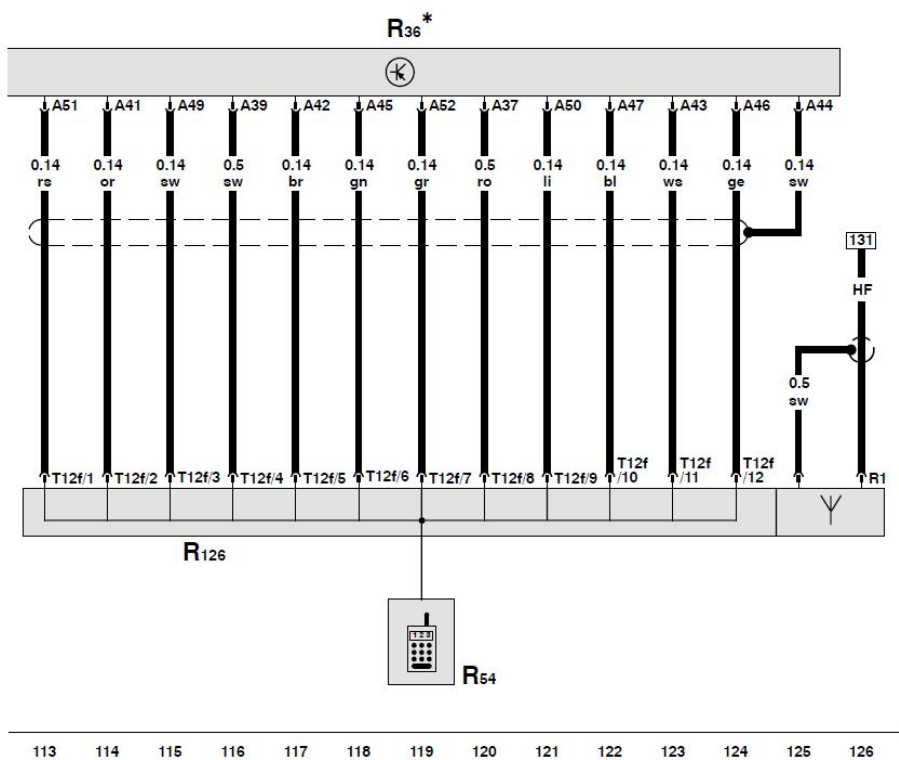 R36*
A51 A41 A49 A39 A42 A45 A52 A37 A50 A47 A43 A46 A44
0.14 0.14 0.14 0.5 0.14 0.14 0.14 0.5 0.14 0.14 0.14 0.14 0.14
rs or sw sw br gn gr ro li bl ws ge sw
131
HF
0.5
sw
T12f/1 T12f/2 T12f/3 T12f/4 T12f/5 T12f/6 T12f/7 T12f/8 T12f/9 T12f/10 T12f/11 T12f/12 R1
R126
1 2 3
R54
113 114 115 116 117 118 119 120 121 122 123 124 125 126